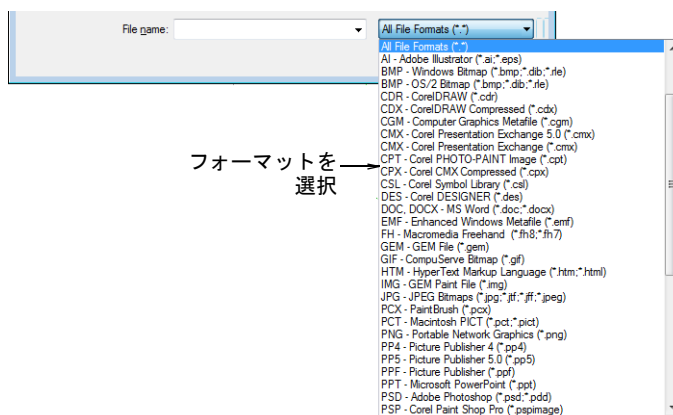 File name:
All File Formats (*.*)
All File Formats (*.*)
AI - Adobe Illustrator (*.ai;*.eps)
BMP - Windows Bitmap (*.bmp;*.dib;*.rle)
BMP - OS/2 Bitmap (*.bmp;*.dib;*.rle)
CDR - CorelDRAW (*.cdr)
CDX - CorelDRAW Compressed (*.cdx)
CGM - Computer Graphics Metafile (*.cgm)
CMX - Corel Presentation Exchange 5.0 (*.cmx)
CMX - Corel Presentation Exchange (*.cmx)
CPT - Corel PHOTO-PAINT Image (*.cpt)
CPX - Corel CMX Compressed (*.cpx)
CSL - Corel Symbol Library (*.csl)
DES - Corel DESIGNER (*.des)
DOC, DOCX - MS Word (*.doc;*.docx)
EMF - Enhanced Windows Metafile (*.emf)
FH - Macromedia Freehand (*.fh8;*.fh7)
GEM - GEM File (*.gem)
GIF - CompuServe Bitmap (*.gif)
HTM - HyperText Markup Language (*.htm;*.html)
IMG - GEM Paint File (*.img)
JPG - JPEG Bitmaps (*.jpg;*.jtf;*.jff;*.jpeg)
PCX - PaintBrush (*.pcx)
PCT - Macintosh PICT (*.pct;*.pict)
PNG - Portable Network Graphics (*.png)
PP4 - Picture Publisher 4 (*.pp4)
PP5 - Picture Publisher 5.0 (*.pp5)
PPF - Picture Publisher (*.ppf)
PPT - Microsoft PowerPoint (*.ppt)
PSD - Adobe Photoshop (*.psd;*.pdd)
PSP - Corel Paint Shop Pro (*.pspimage)
フォーマットを
選択